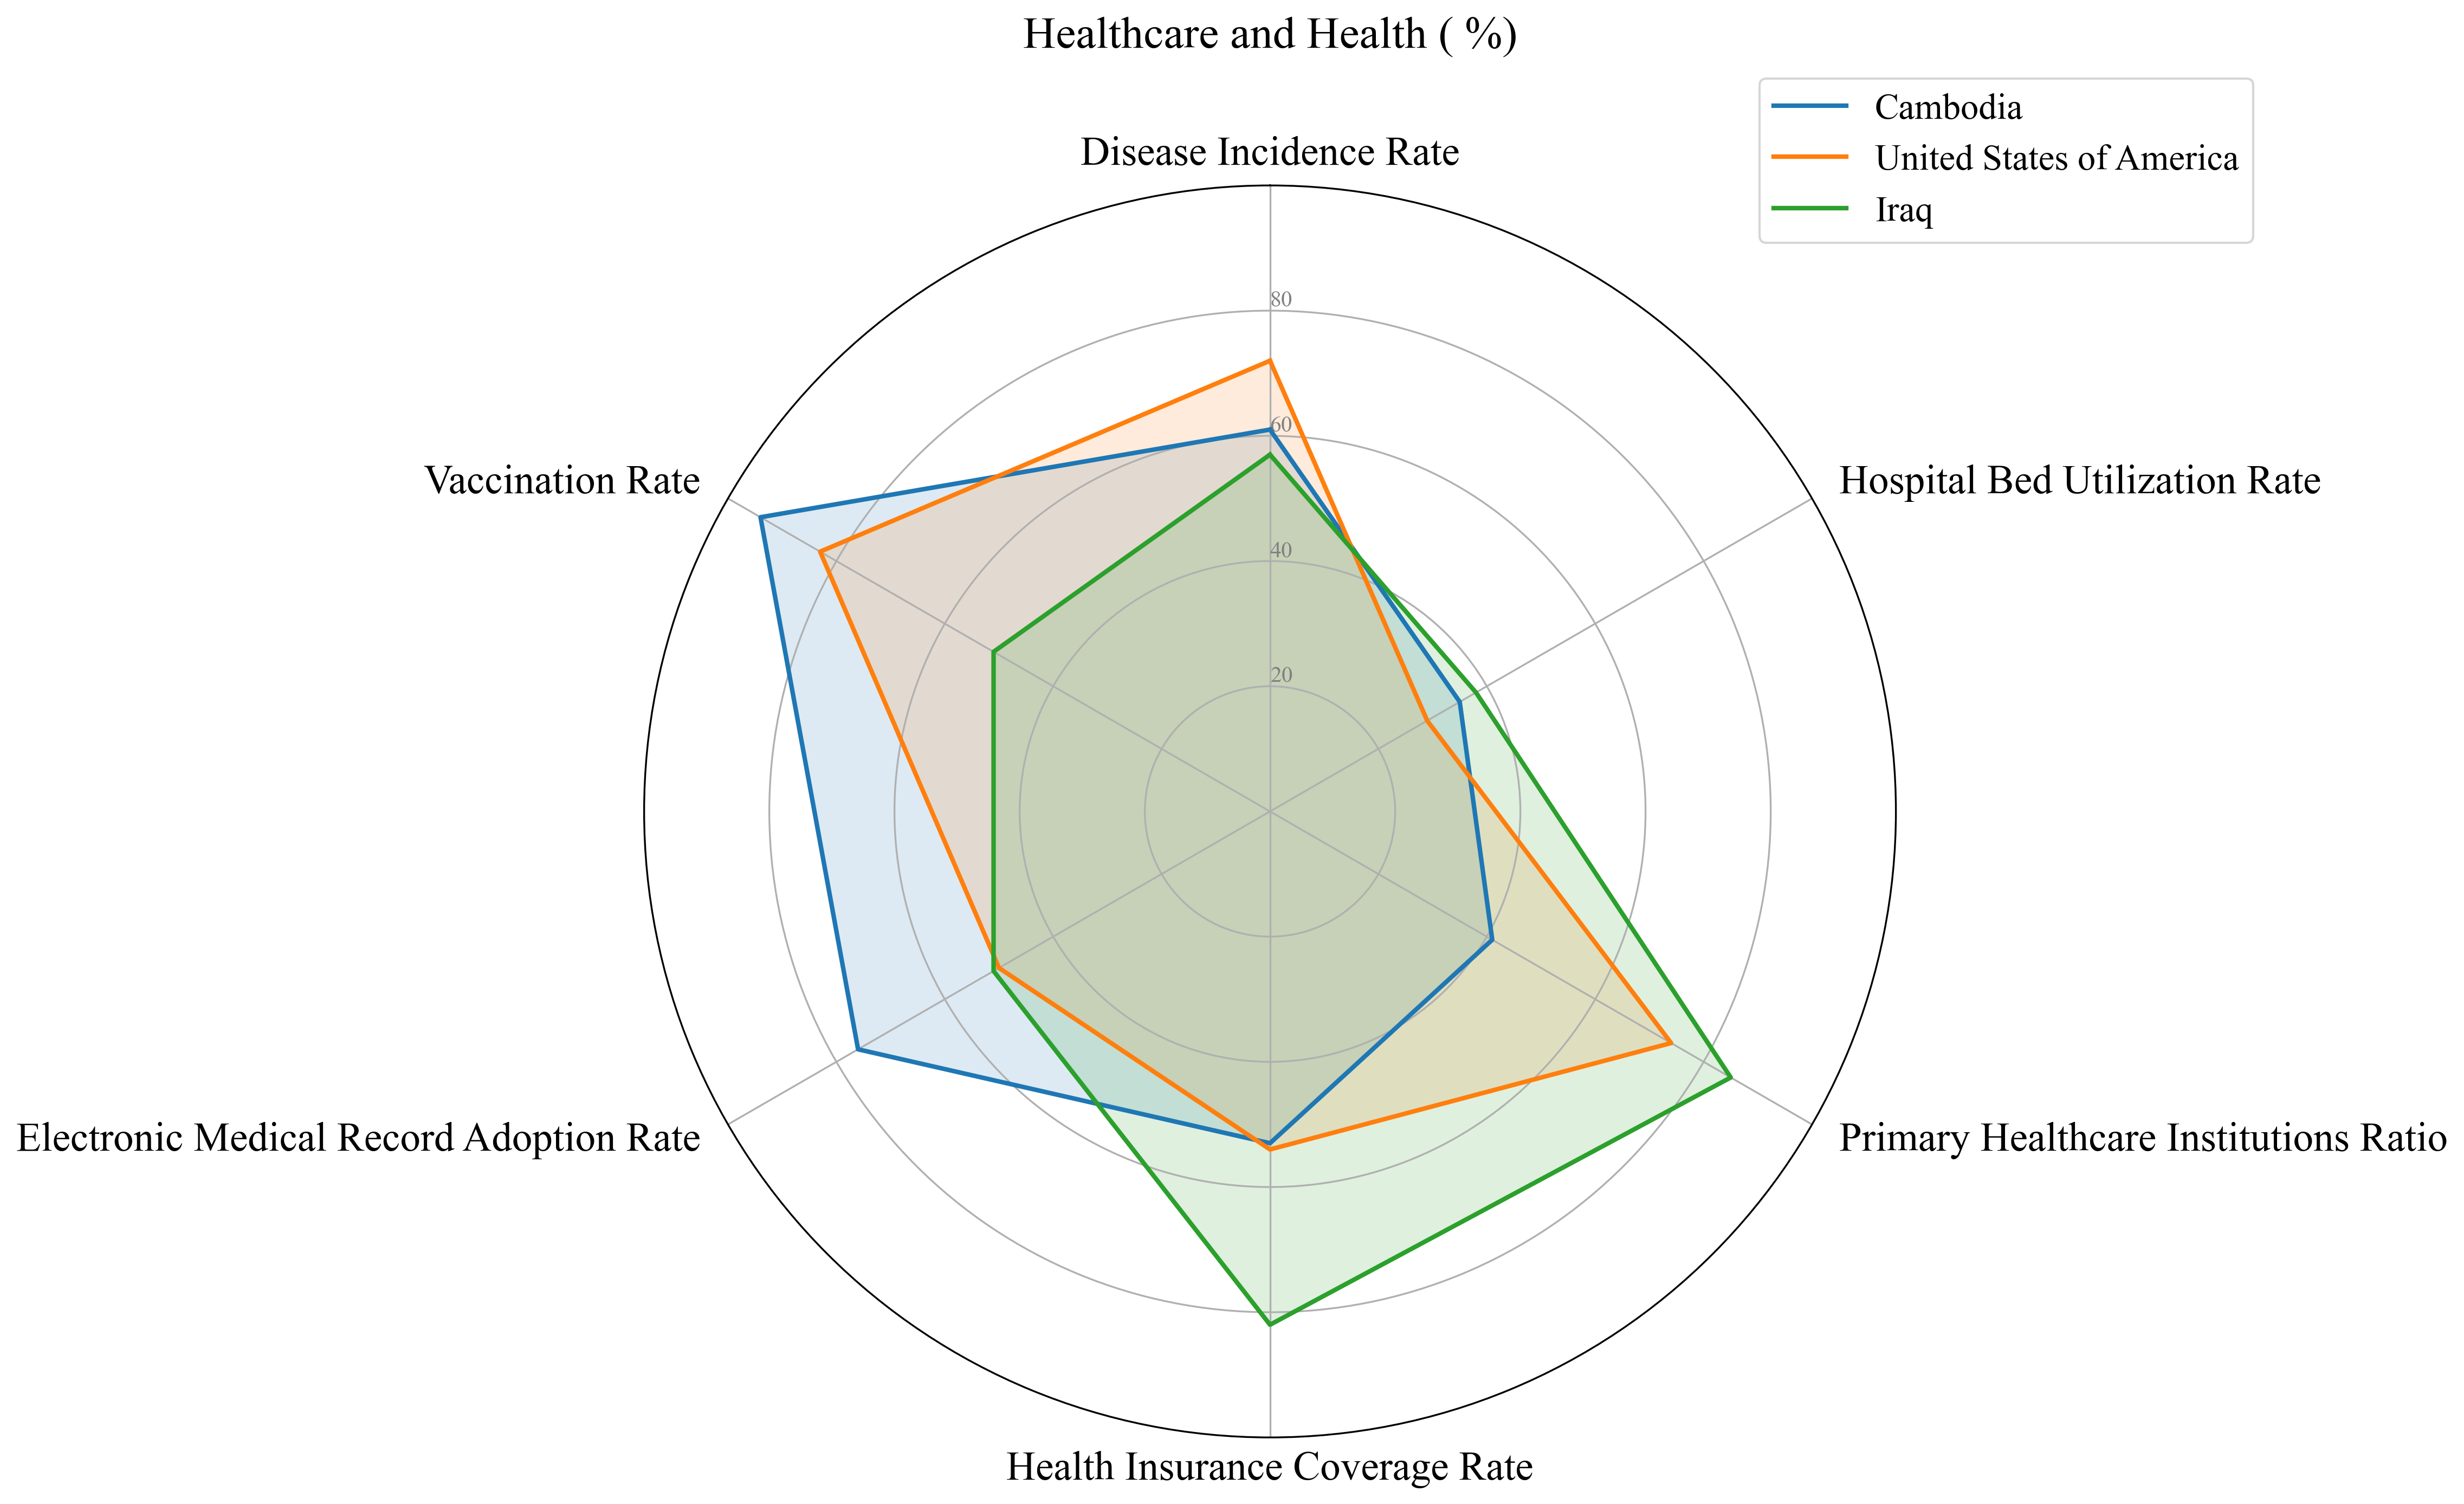 Healthcare and Health ( %)
Cambodia
United States of America
Iraq
Disease Incidence Rate
80
Vaccination Rate
60
Hospital Bed Utilization Rate
40
20
Electronic Medical Record Adoption Rate
Primary Healthcare Institutions Ratio
Health Insurance Coverage Rate